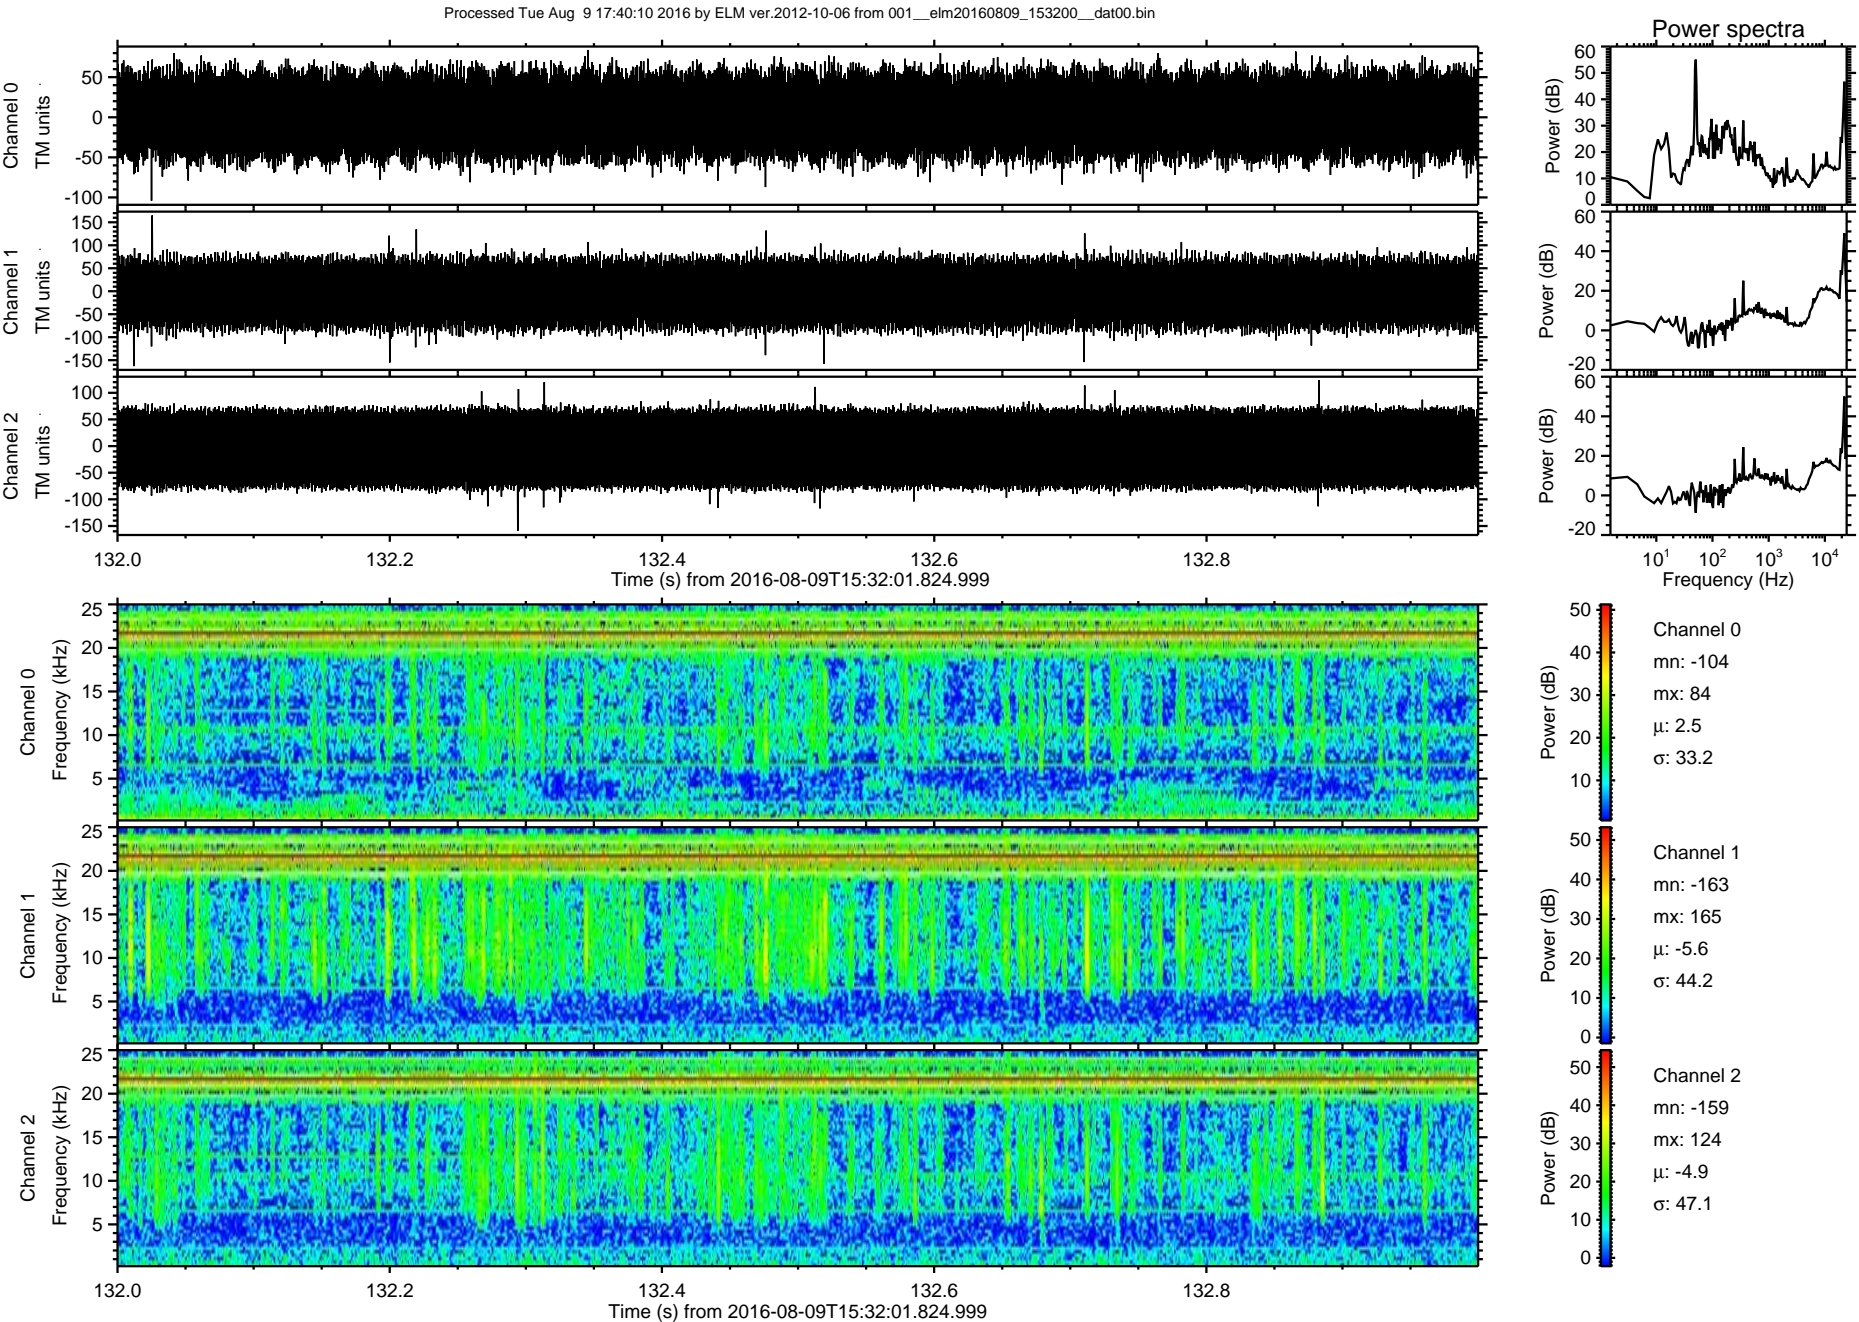 Processed Tue Aug  9 17:40:10 2016 by ELM ver.2012-10-06 from 001__elm20160809_153200__dat00.bin
Power spectra
Channel 0
TM units
50
0
-50
-100
Power (dB)
60
50
40
30
20
10
0
Channel 1
TM units
150
100
50
0
-50
-100
-150
Power (dB)
60
40
20
0
-20
Channel 2
TM units
100
50
0
-50
-100
-150
Power (dB)
60
40
20
0
-20
132.0 132.2 132.4 132.6 132.8
Time (s) from 2016-08-09T15:32:01.824.999
10¹ 10² 10³ 10⁴
Frequency (Hz)
Channel 0
Frequency (kHz)
25
20
15
10
5
Power (dB)
50
40
30
20
10
Channel 0
mn: -104
mx: 84
μ: 2.5
σ: 33.2
Channel 1
Frequency (kHz)
25
20
15
10
5
Power (dB)
50
40
30
20
10
0
Channel 1
mn: -163
mx: 165
μ: -5.6
σ: 44.2
Channel 2
Frequency (kHz)
25
20
15
10
5
Power (dB)
50
40
30
20
10
0
Channel 2
mn: -159
mx: 124
μ: -4.9
σ: 47.1
132.0 132.2 132.4 132.6 132.8
Time (s) from 2016-08-09T15:32:01.824.999